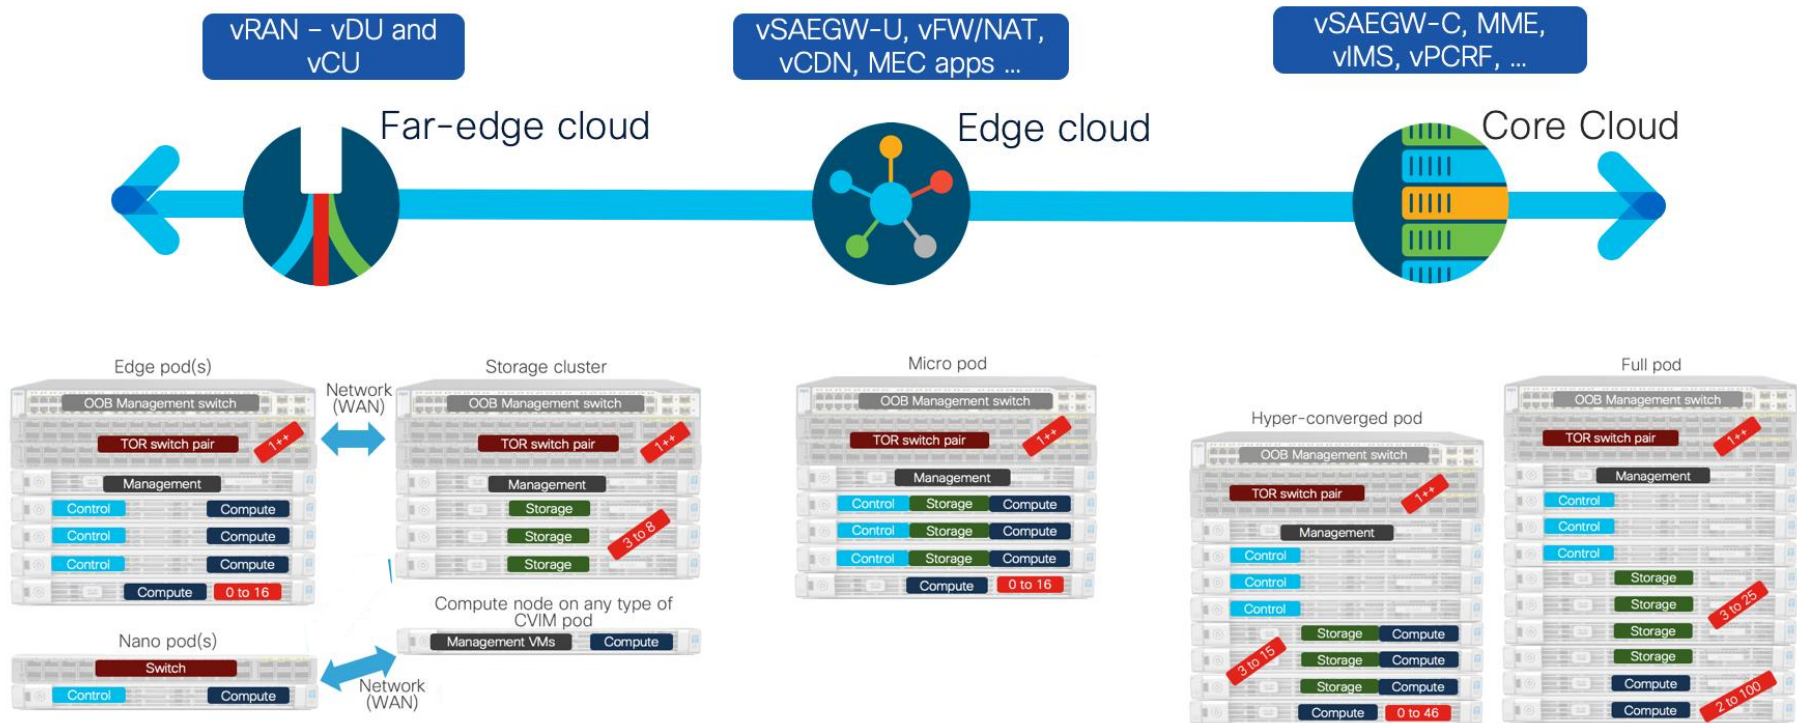 vRAN – vDU and
vCU
vSAEGW-U, vFW/NAT,
vCDN, MEC apps ...
vSAEGW-C, MME,
vIMS, vPCRF, ...
Far-edge cloud
Edge cloud
Core Cloud
Edge pod(s)
OOB Management switch
TOR switch pair
1++
Management
Control
Compute
Control
Compute
Control
Compute
Compute
0 to 16
Network
(WAN)
Storage cluster
OOB Management switch
TOR switch pair
1++
Management
Storage
Storage
Storage
3 to 8
Nano pod(s)
Switch
Control
Compute
Network
(WAN)
Compute node on any type of
CVIM pod
Management VMs
Compute
Micro pod
OOB Management switch
TOR switch pair
1++
Management
Control
Storage
Compute
Control
Storage
Compute
Control
Storage
Compute
Compute
0 to 16
Hyper-converged pod
OOB Management switch
TOR switch pair
1++
Management
Control
Control
Control
Storage
Compute
Storage
Compute
Storage
Compute
3 to 15
Compute
0 to 46
Full pod
OOB Management switch
TOR switch pair
1++
Management
Control
Control
Control
Storage
Storage
Storage
Storage
3 to 25
Compute
Compute
2 to 100